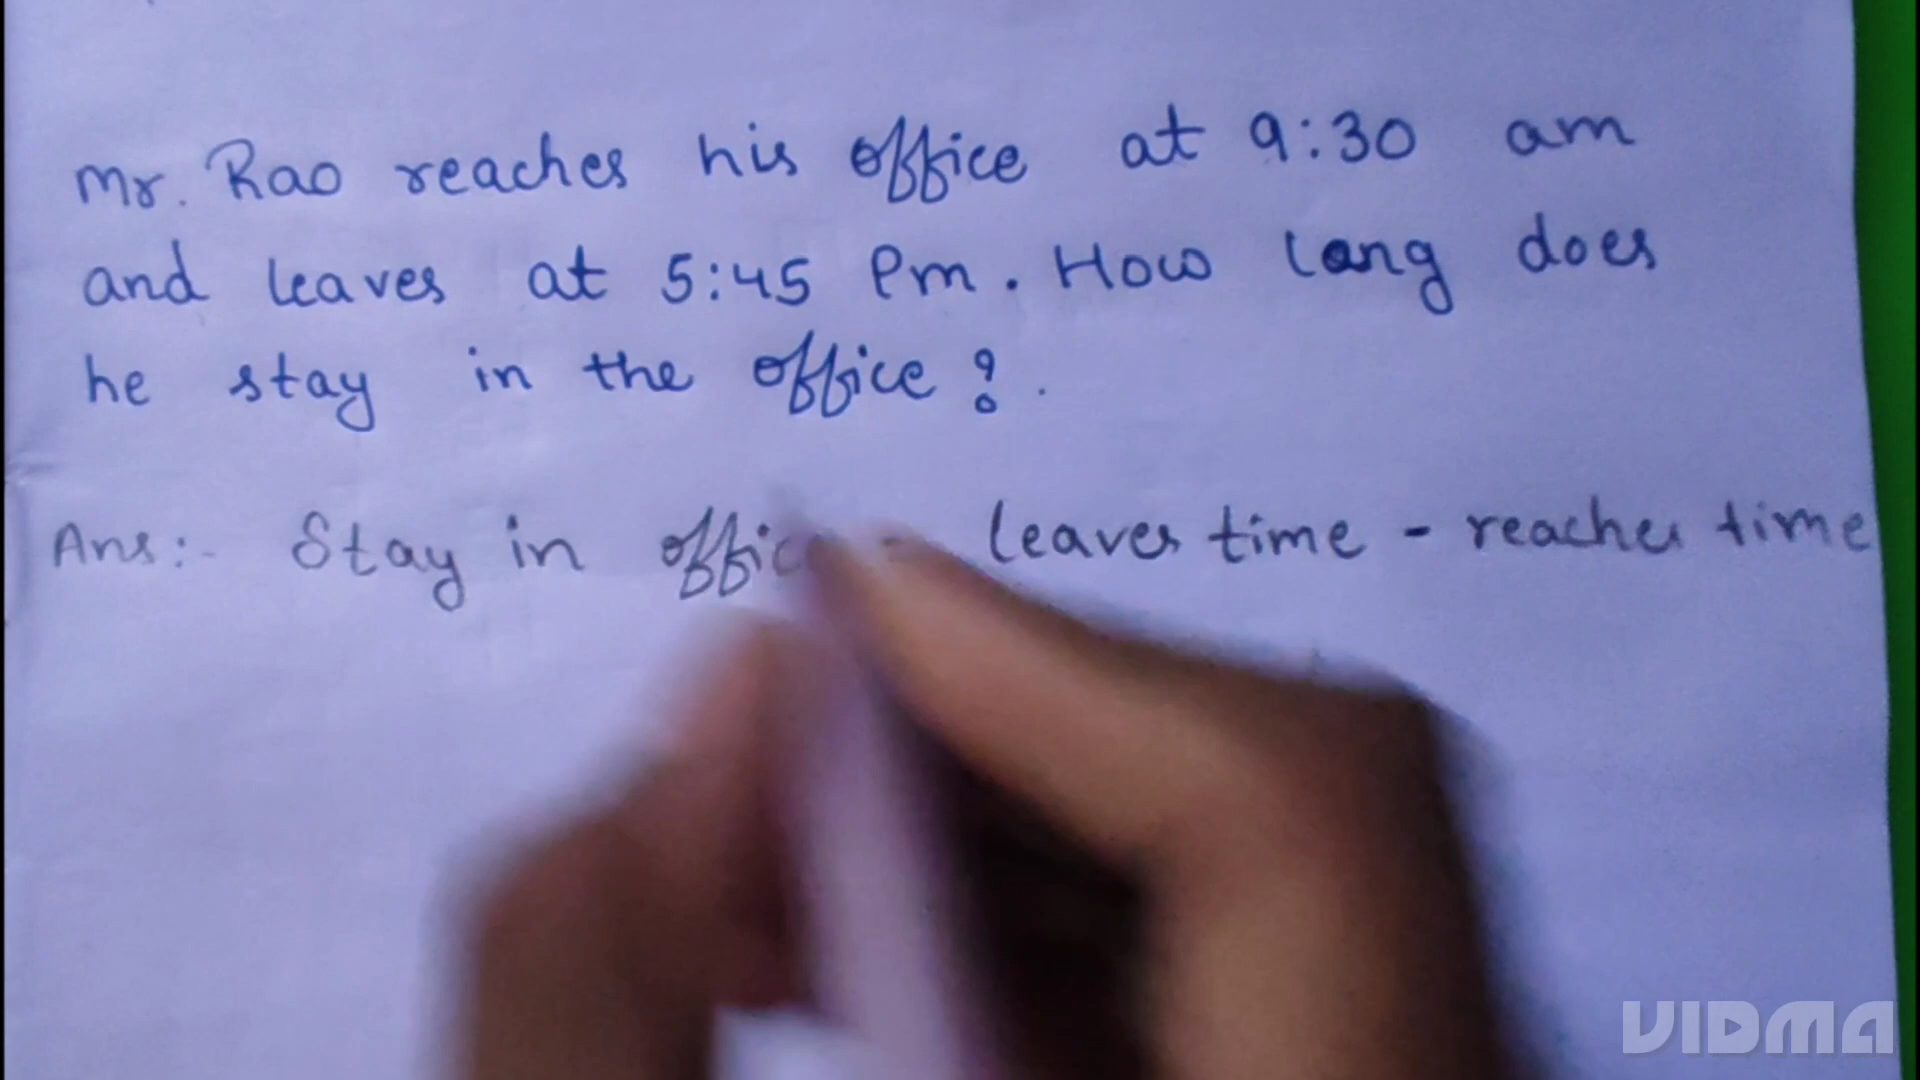 Mr. Rao reaches his office at 9:30 am
and leaves at 5:45 Pm. How long does
he stay in the office ? .
Ans :- Stay in office = leaves time - reaches time
VIDMA